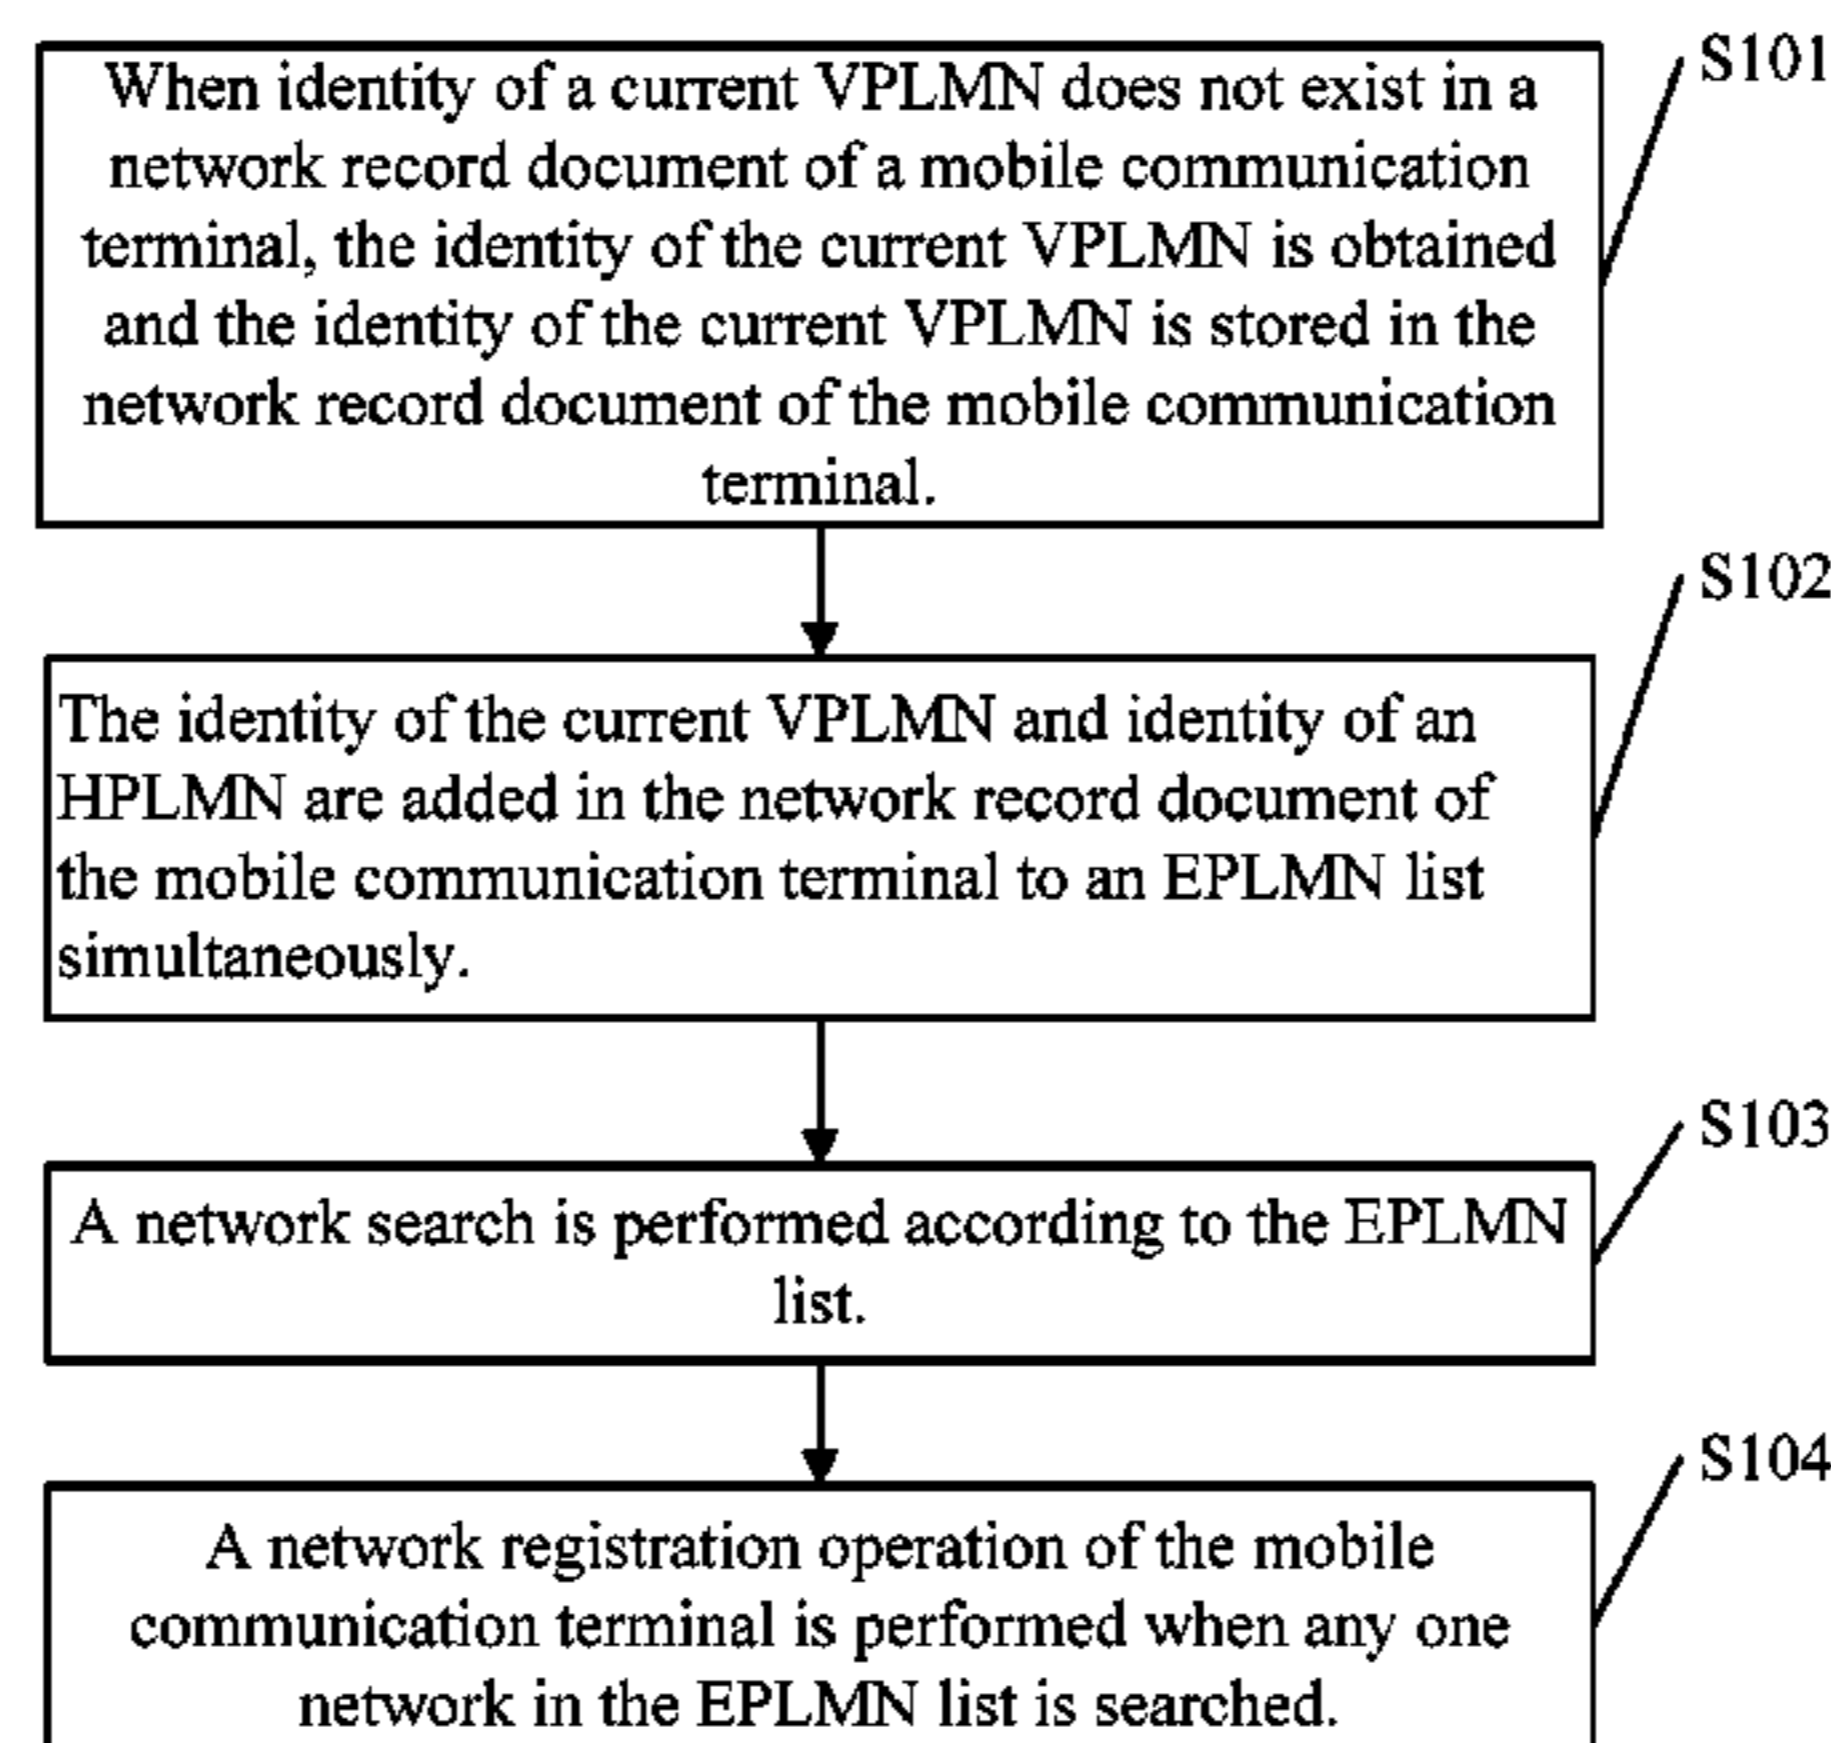 S101
When identity of a current VPLMN does not exist in a
network record document of a mobile communication
terminal, the identity of the current VPLMN is obtained
and the identity of the current VPLMN is stored in the
network record document of the mobile communication
terminal.
S102
The identity of the current VPLMN and identity of an
HPLMN are added in the network record document of
the mobile communication terminal to an EPLMN list
simultaneously.
S103
A network search is performed according to the EPLMN
list.
S104
A network registration operation of the mobile
communication terminal is performed when any one
network in the EPLMN list is searched.